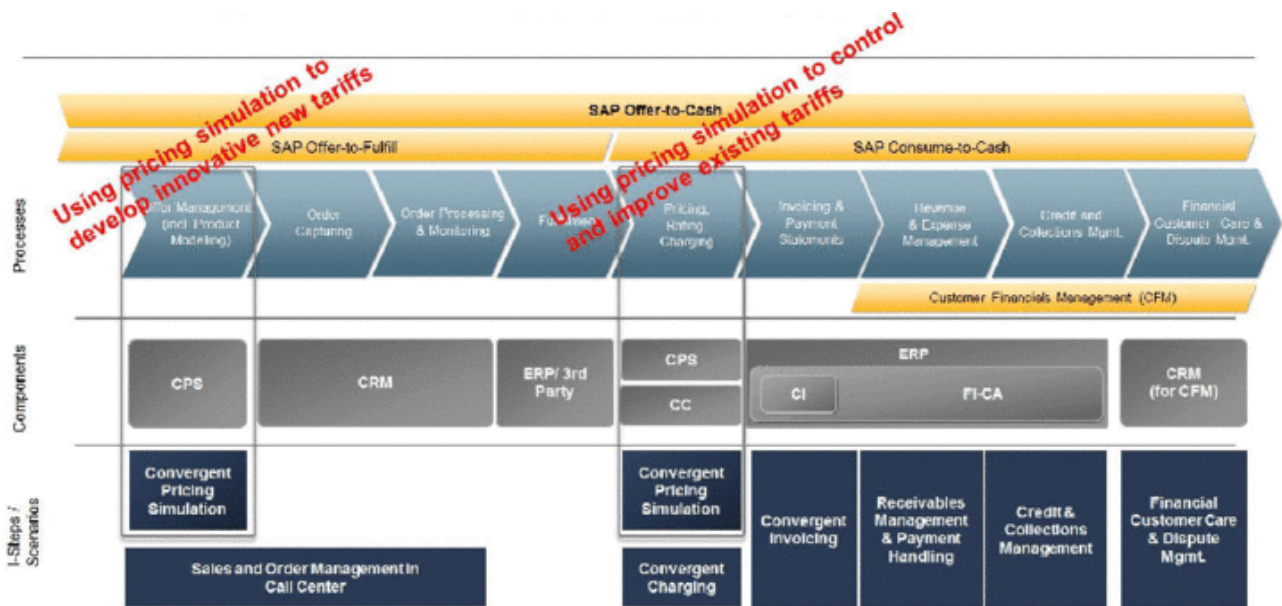 Using pricing simulation to
develop innovative new tariffs
Using pricing simulation to control
and improve existing tariffs
SAP Offer-to-Cash
SAP Offer-to-Fulfill
SAP Consume-to-Cash
Processes
Offer Management
(incl. Product
Modeling)
Order
Capturing
Order Processing
& Monitoring
Pricing,
Rating
Charging
Invoicing &
Payment
Statements
Revenue
& Expense
Management
Credit and
Collections Mgmt.
Financial
Customer Care &
Dispute Mgmt.
Customer Financials Management (CFM)
Components
CPS
CRM
ERP/ 3rd
Party
CPS
CC
ERP
CI
FI-CA
CRM
(for CFM)
I-Steps /
Scenarios
Convergent
Pricing
Simulation
Convergent
Pricing
Simulation
Convergent
Invoicing
Receivables
Management
& Payment
Handling
Credit &
Collections
Management
Financial
Customer Care
& Dispute
Mgmt.
Sales and Order Management in
Call Center
Convergent
Charging